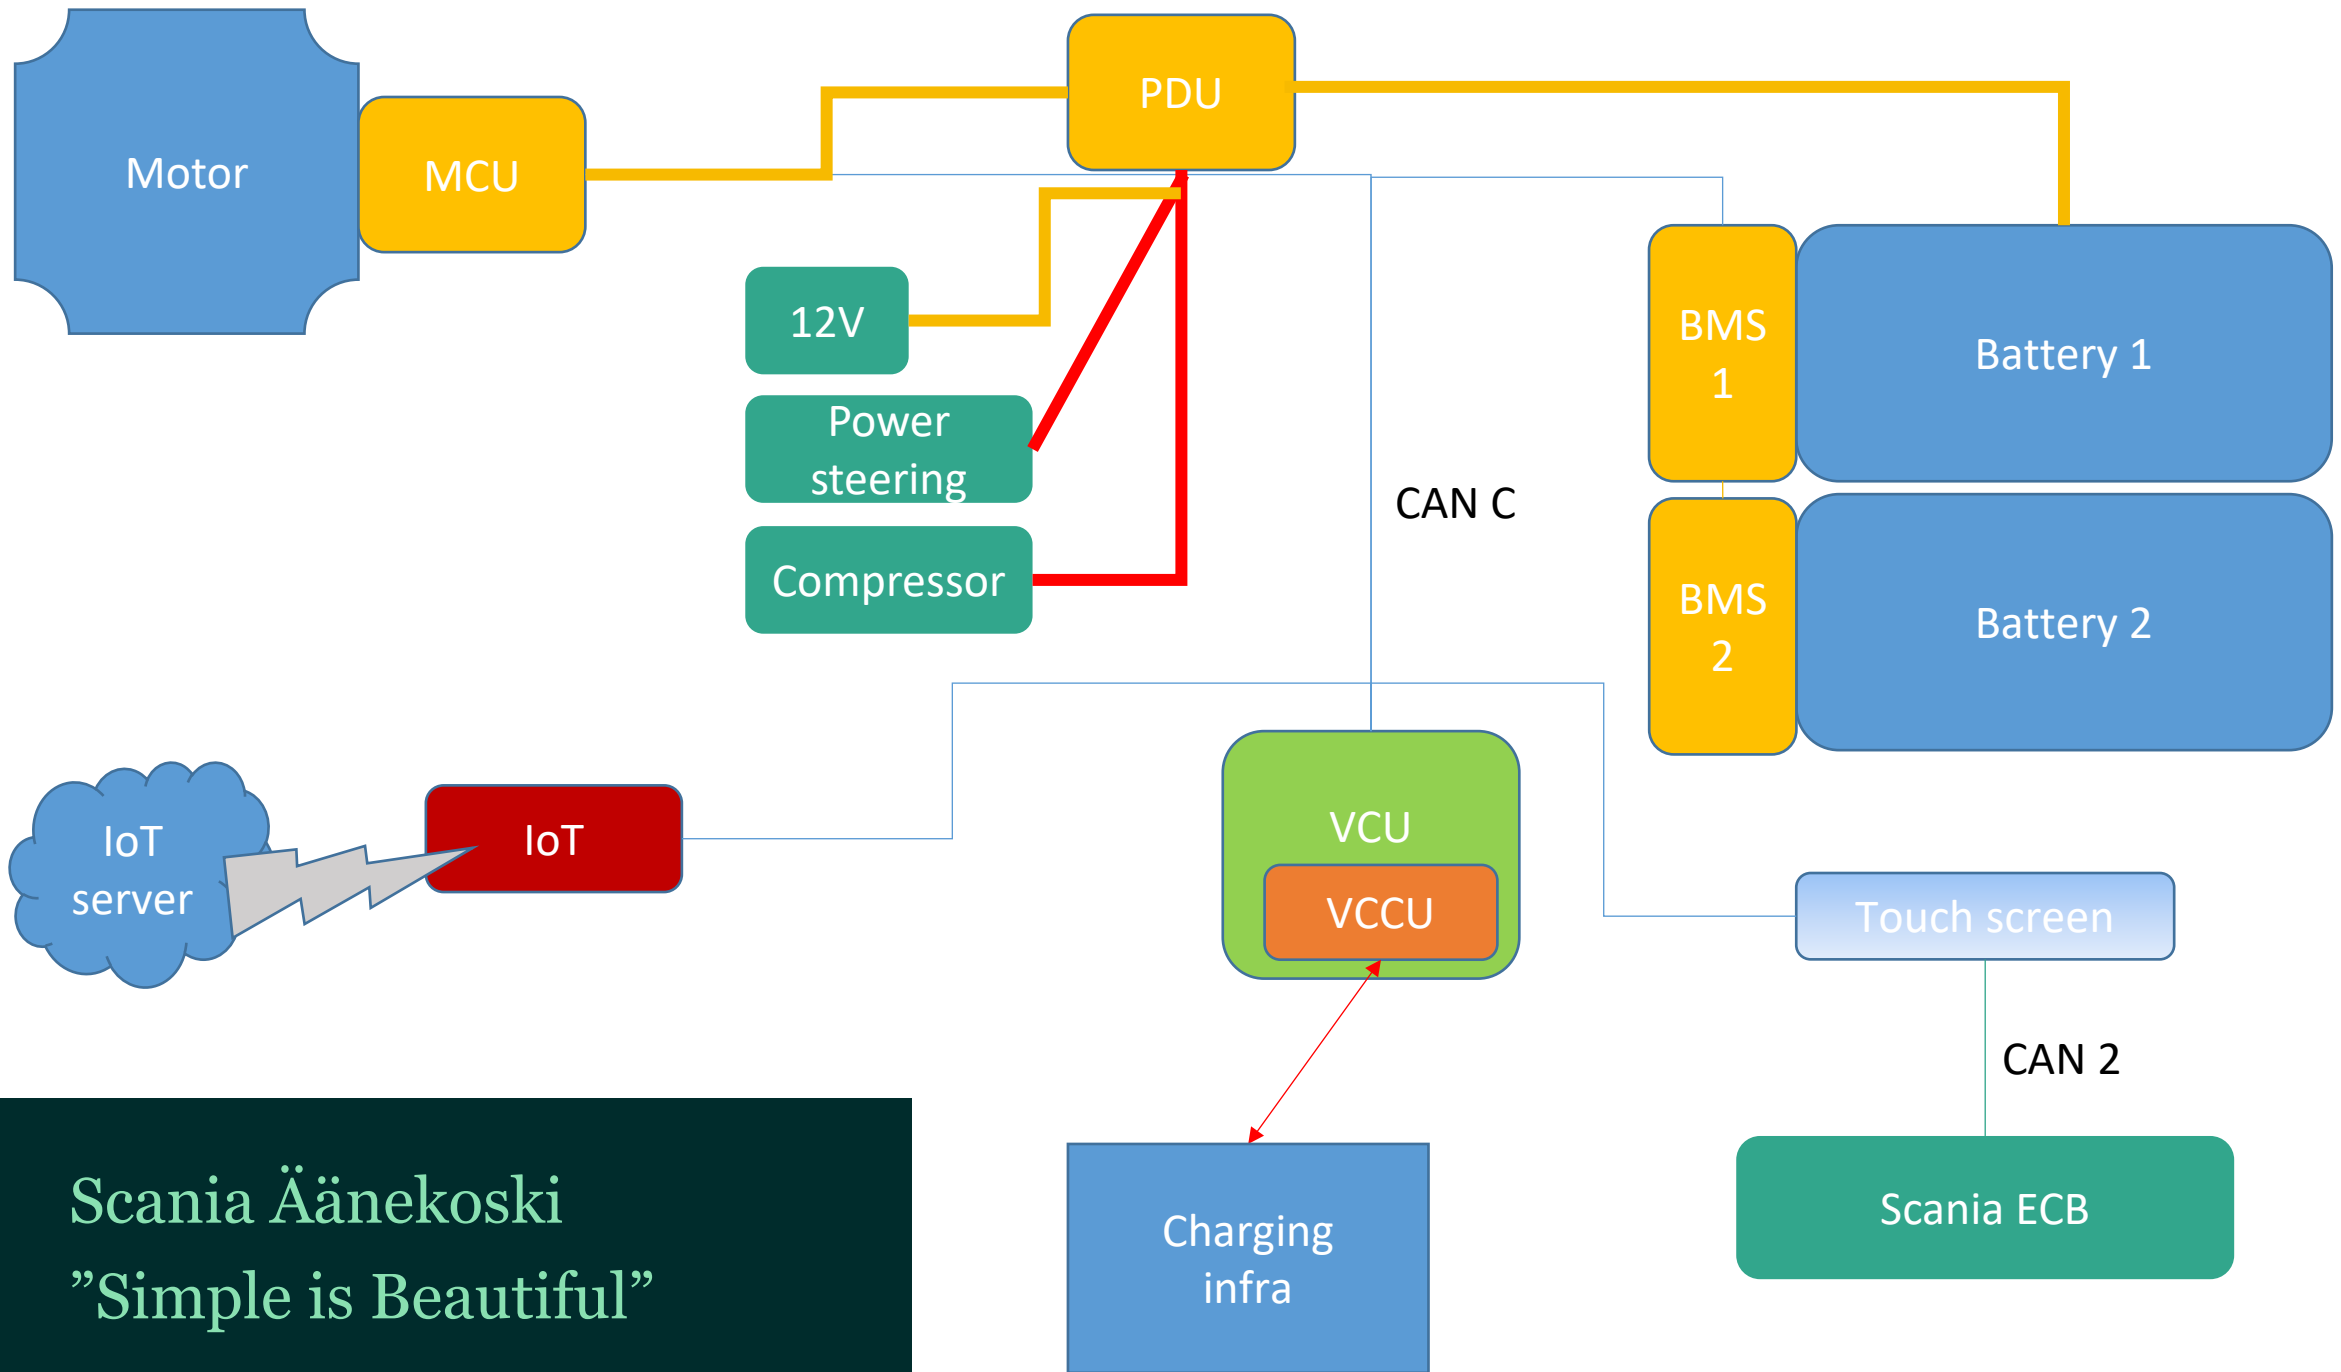 PDU
Motor
MCU
12V
BMS
1
Battery 1
Power
steering
CAN C
Compressor
BMS
2
Battery 2
IoT
server
IoT
VCU
VCCU
Touch screen
CAN 2
Scania Äänekoski
”Simple is Beautiful”
Charging
infra
Scania ECB